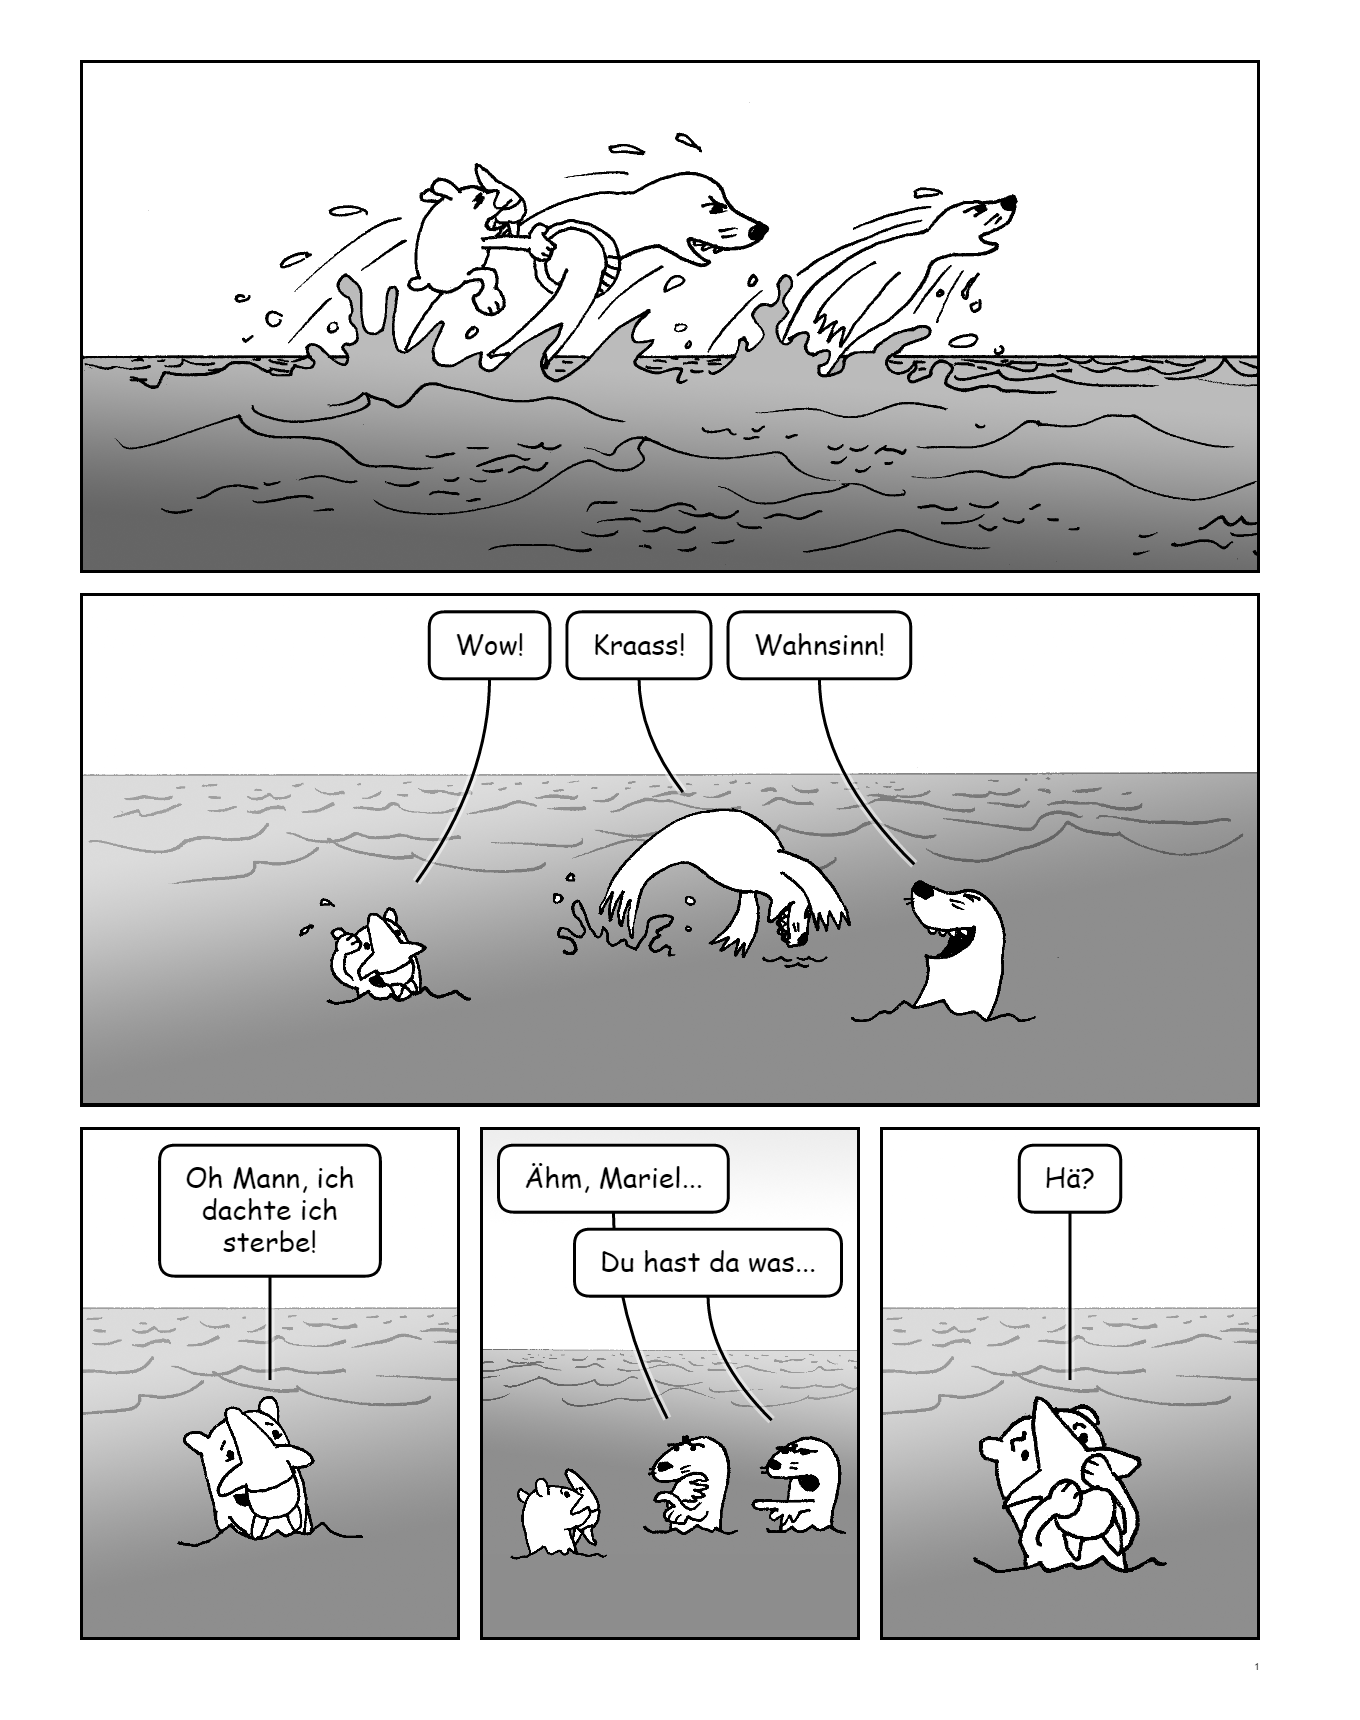 Wow!
Kraass!
Wahnsinn!
Oh Mann, ich
dachte ich
sterbe!
Ähm, Mariel...
Du hast da was...
Hä?
1